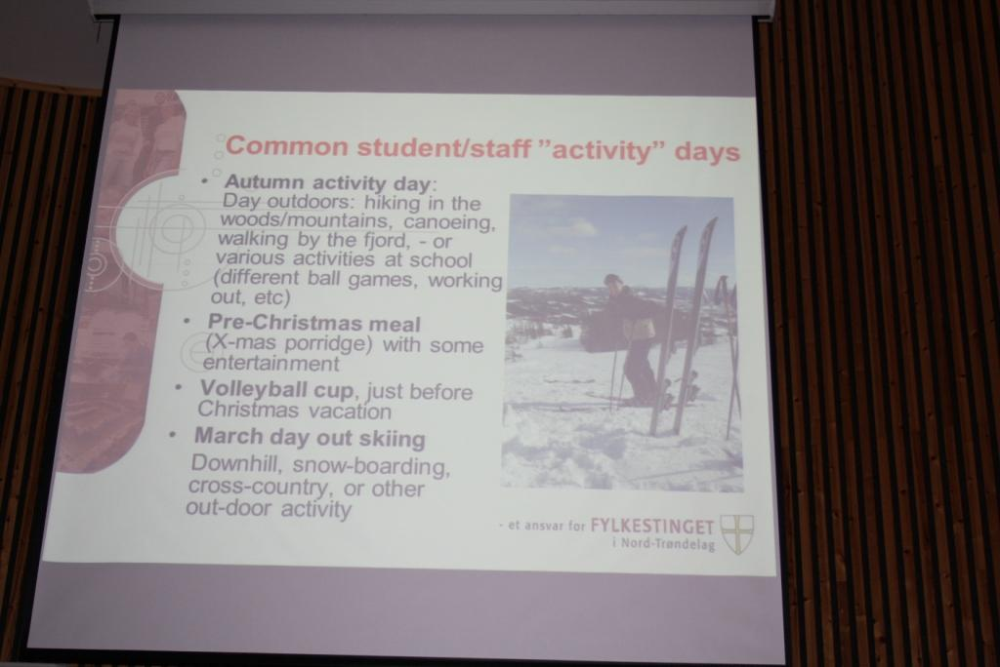 Common student/staff ”activity” days
• Autumn activity day:
Day outdoors: hiking in the
woods/mountains, canoeing,
walking by the fjord, - or
various activities at school
(different ball games, working
out, etc)
• Pre-Christmas meal
(X-mas porridge) with some
entertainment
• Volleyball cup, just before
Christmas vacation
• March day out skiing
Downhill, snow-boarding,
cross-country, or other
out-door activity
- et ansvar for FYLKESTINGET
i Nord-Trøndelag